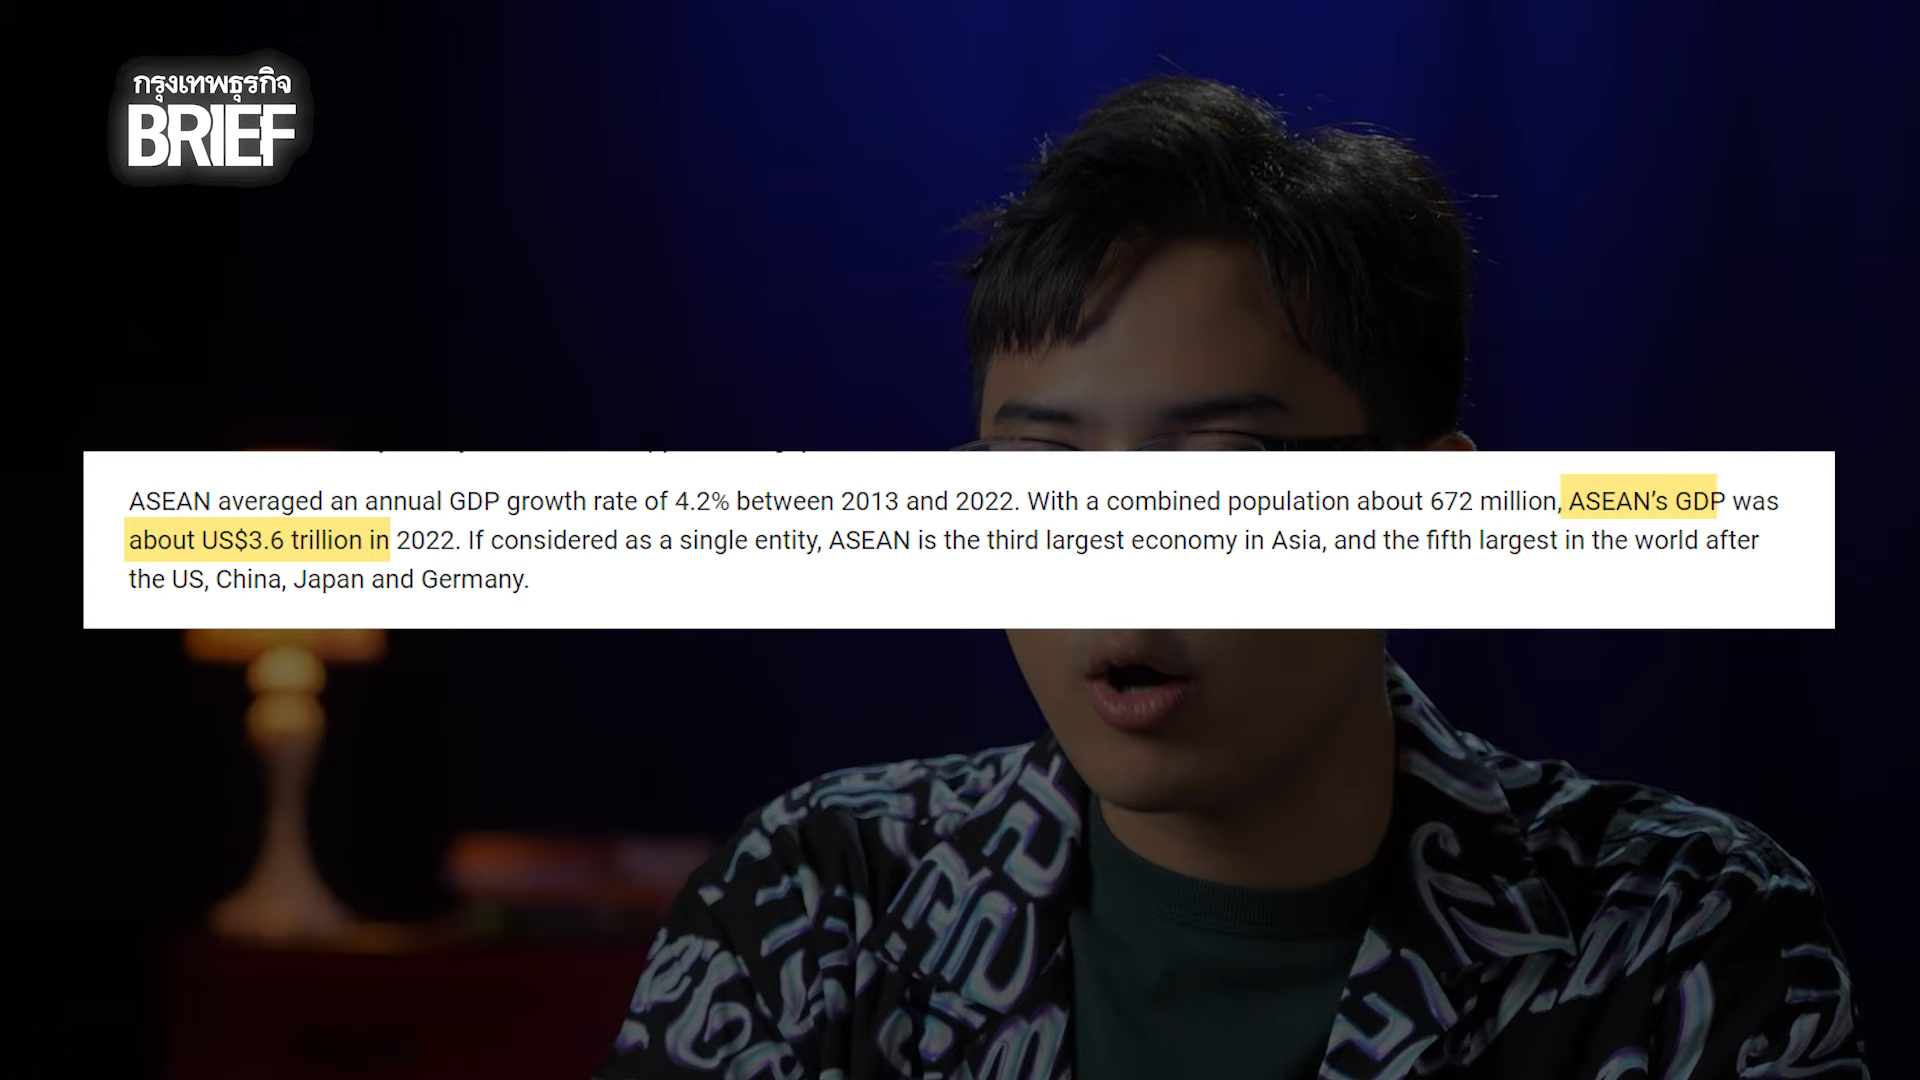 กรุงเทพธุรกิจ
BRIEF
ASEAN averaged an annual GDP growth rate of 4.2% between 2013 and 2022. With a combined population about 672 million, ASEAN’s GDP was
about US$3.6 trillion in 2022. If considered as a single entity, ASEAN is the third largest economy in Asia, and the fifth largest in the world after
the US, China, Japan and Germany.